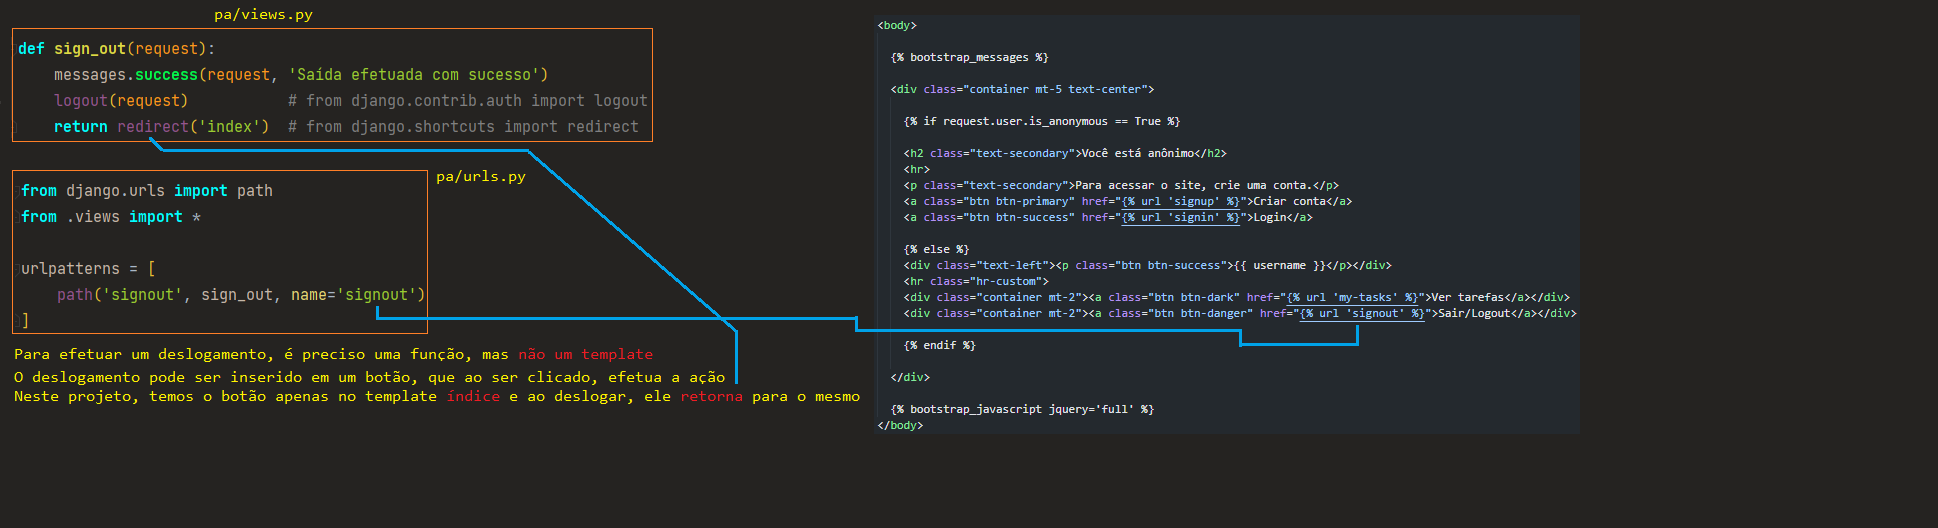 pa/views.py
def sign_out(request):
    messages.success(request, 'Saída efetuada com sucesso')
    logout(request)           # from django.contrib.auth import logout
    return redirect('index')  # from django.shortcuts import redirect
pa/urls.py
from django.urls import path
from .views import *
urlpatterns = [
    path('signout', sign_out, name='signout')
]
Para efetuar um deslogamento, é preciso uma função, mas não um template
O deslogamento pode ser inserido em um botão, que ao ser clicado, efetua a ação
Neste projeto, temos o botão apenas no template índice e ao deslogar, ele retorna para o mesmo
<body>
  {% bootstrap_messages %}
  <div class="container mt-5 text-center">
    {% if request.user.is_anonymous == True %}
    <h2 class="text-secondary">Você está anônimo</h2>
    <hr>
    <p class="text-secondary">Para acessar o site, crie uma conta.</p>
    <a class="btn btn-primary" href="{% url 'signup' %}">Criar conta</a>
    <a class="btn btn-success" href="{% url 'signin' %}">Login</a>
    {% else %}
    <div class="text-left"><p class="btn btn-success">{{ username }}</p></div>
    <hr class="hr-custom">
    <div class="container mt-2"><a class="btn btn-dark" href="{% url 'my-tasks' %}">Ver tarefas</a></div>
    <div class="container mt-2"><a class="btn btn-danger" href="{% url 'signout' %}">Sair/Logout</a></div>
    {% endif %}
  </div>
  {% bootstrap_javascript jquery='full' %}
</body>